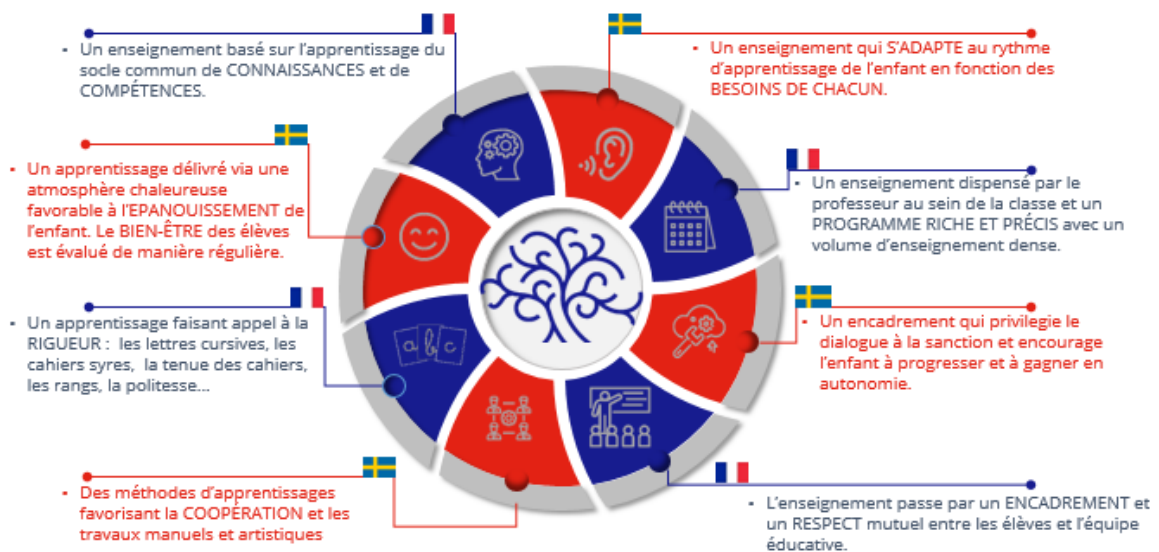 - Un enseignement basé sur l'apprentissage du
socle commun de CONNAISSANCES et de
COMPÉTENCES.
- Un enseignement qui S'ADAPTE au rythme
d'apprentissage de l'enfant en fonction des
BESOINS DE CHACUN.
- Un apprentissage délivré via une
atmosphère chaleureuse
favorable à l'EPANOUISSEMENT de
l'enfant. Le BIEN-ÊTRE des élèves
est évalué de manière régulière.
- Un enseignement dispensé par le
professeur au sein de la classe et un
PROGRAMME RICHE ET PRÉCIS avec un
volume d'enseignement dense.
- Un apprentissage faisant appel à la
RIGUEUR : les lettres cursives, les
cahiers syres, la tenue des cahiers,
les rangs, la politesse...
- Un encadrement qui privilegie le
dialogue à la sanction et encourage
l'enfant à progresser et à gagner en
autonomie.
- Des méthodes d'apprentissages
favorisant la COOPÉRATION et les
travaux manuels et artistiques
- L'enseignement passe par un ENCADREMENT et
un RESPECT mutuel entre les élèves et l'équipe
éducative.
a b c